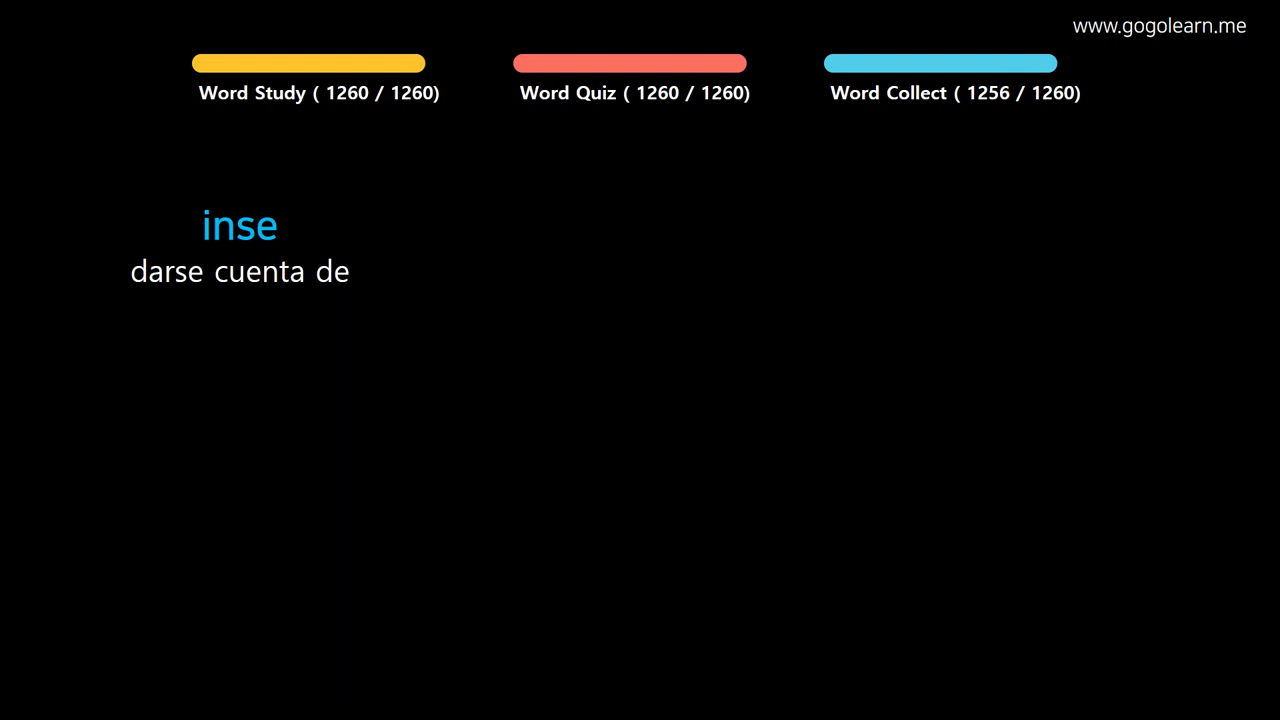 www.gogolearn.me
Word Study ( 1260 / 1260)
Word Quiz ( 1260 / 1260)
Word Collect ( 1256 / 1260)
inse
darse cuenta de